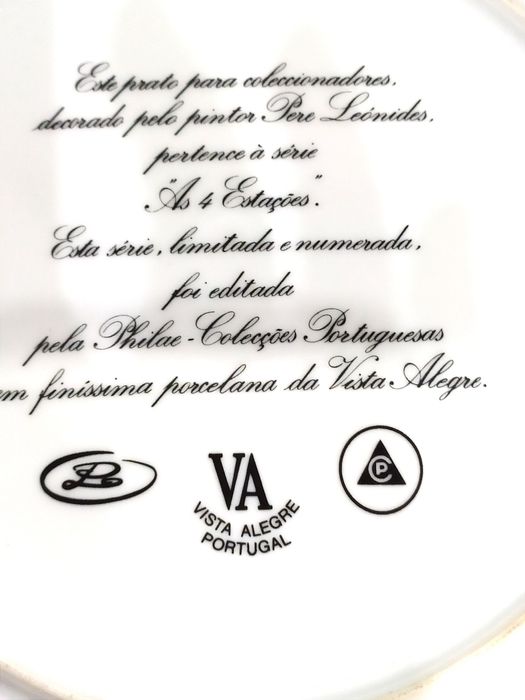 Este prato para coleccionadores,
decorado pelo pintor Pere Leónides,
pertence à série
"As 4 Estações".
Esta série, limitada e numerada,
foi editada
pela Philae - Colecções Portuguesas
em finíssima porcelana da Vista Alegre.
VA
VISTA ALEGRE
PORTUGAL
PC